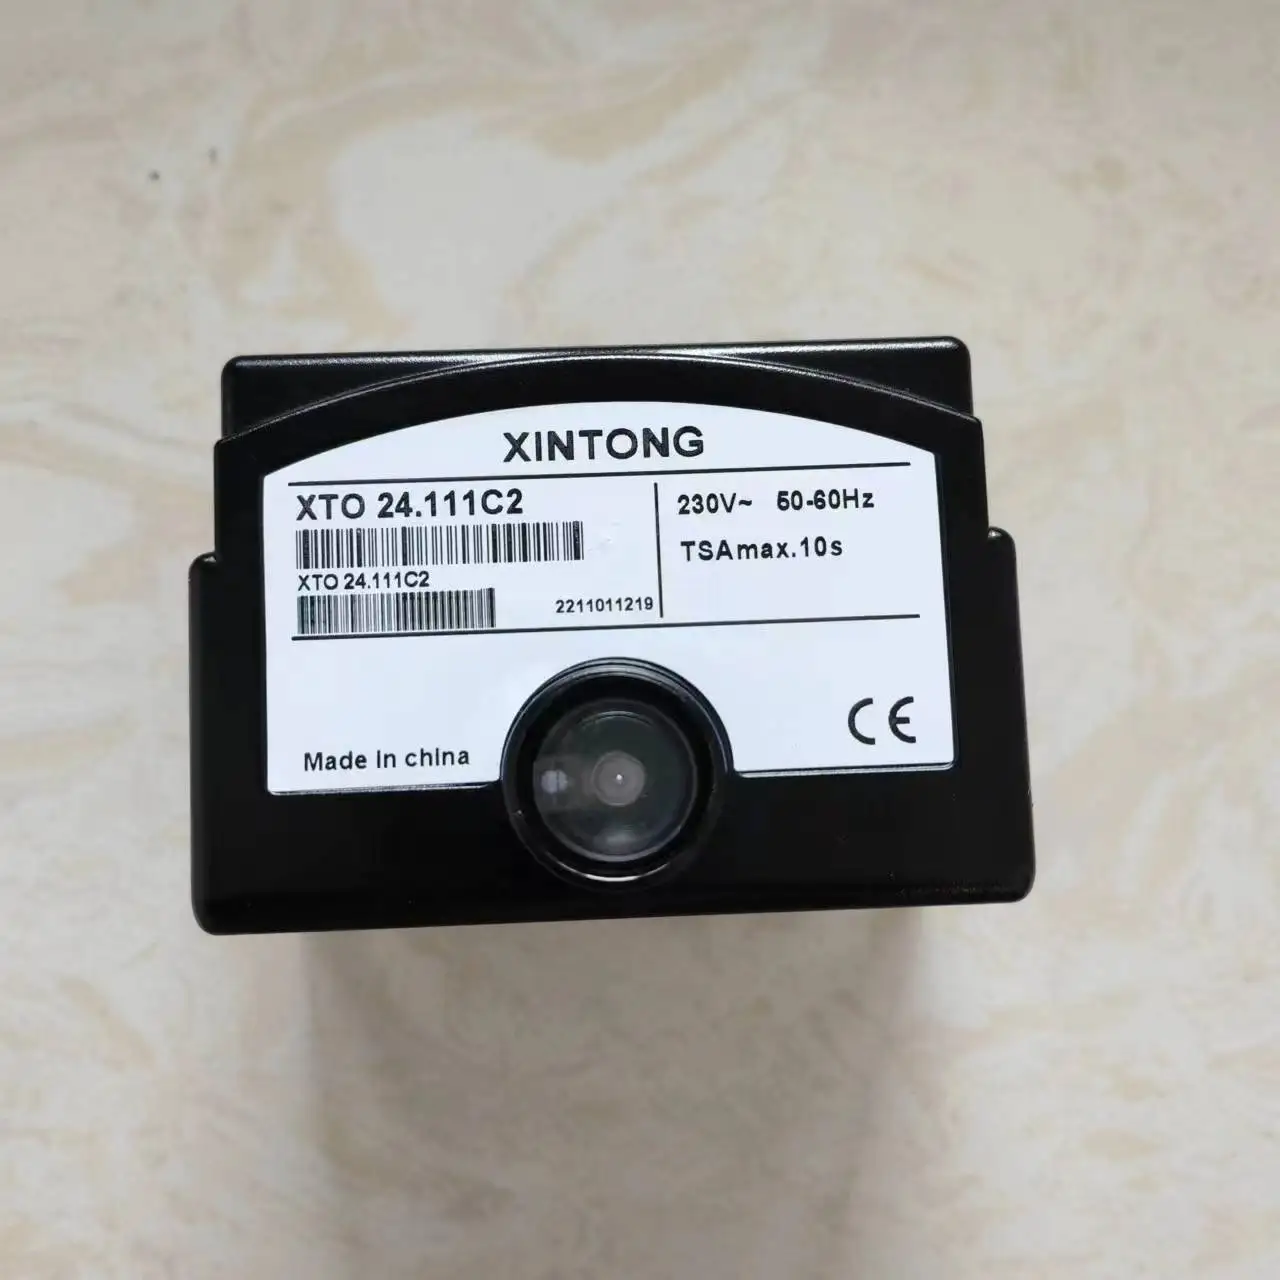 XINTONG
XTO 24.111C2
XTO 24.111C2
2211011219
230V~ 50-60Hz
TSAmax.10s
Made In chIna
CE